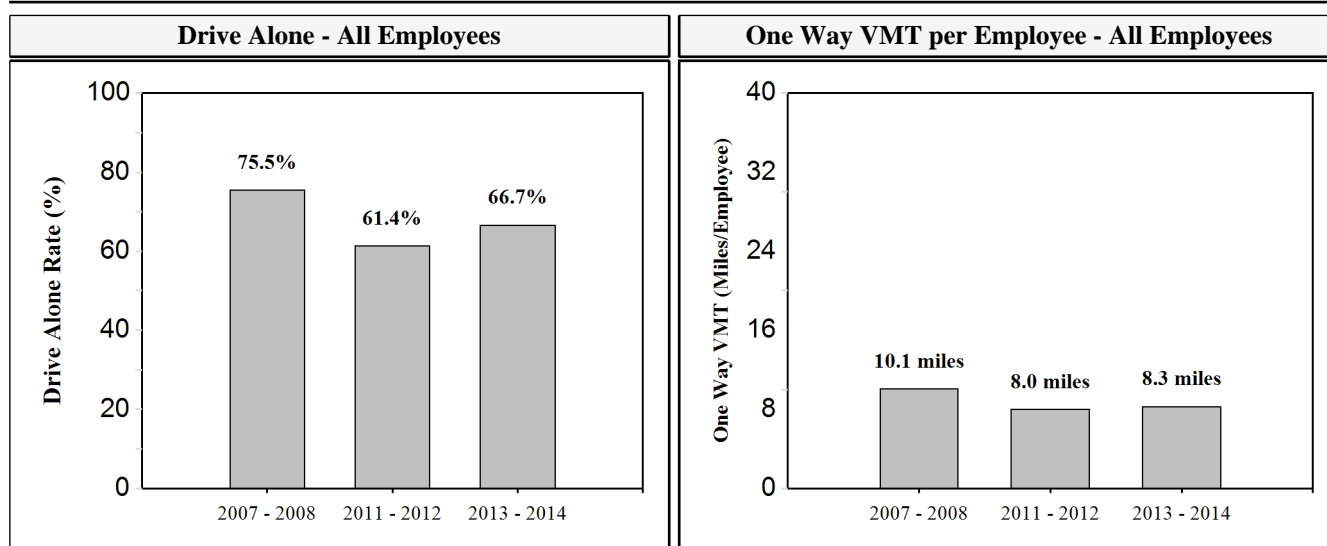 Drive Alone - All Employees
Drive Alone Rate (%)
100
80
60
40
20
0
75.5%
61.4%
66.7%
2007 - 2008
2011 - 2012
2013 - 2014
One Way VMT per Employee - All Employees
One Way VMT (Miles/Employee)
40
32
24
16
8
0
10.1 miles
8.0 miles
8.3 miles
2007 - 2008
2011 - 2012
2013 - 2014